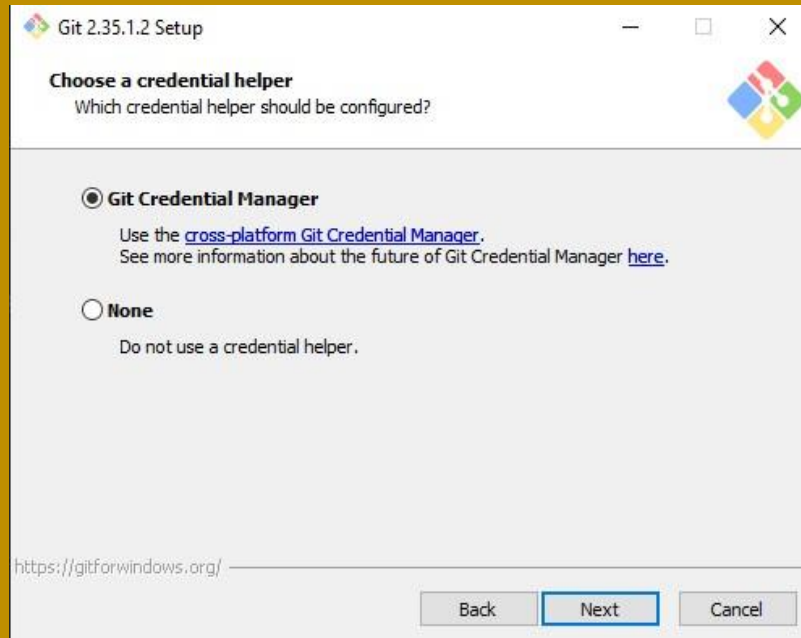 Git 2.35.1.2 Setup
Choose a credential helper
Which credential helper should be configured?
Git Credential Manager
Use the cross-platform Git Credential Manager.
See more information about the future of Git Credential Manager here.
None
Do not use a credential helper.
https://gitforwindows.org/
Back Next Cancel